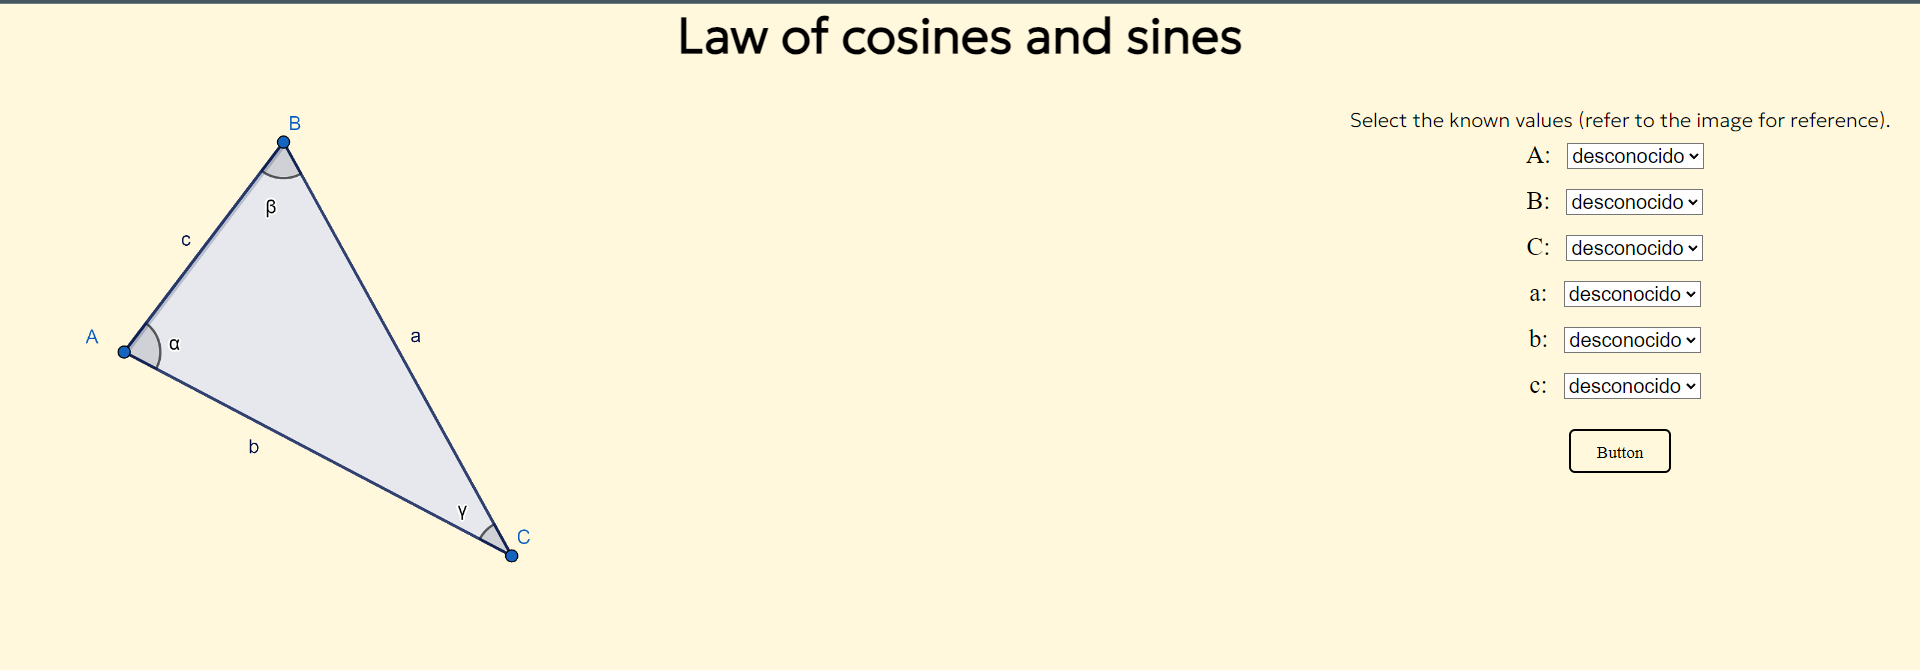 Law of cosines and sines
B
β
c
A
α
a
b
γ
C
Select the known values (refer to the image for reference).
A: desconocido
B: desconocido
C: desconocido
a: desconocido
b: desconocido
c: desconocido
Button